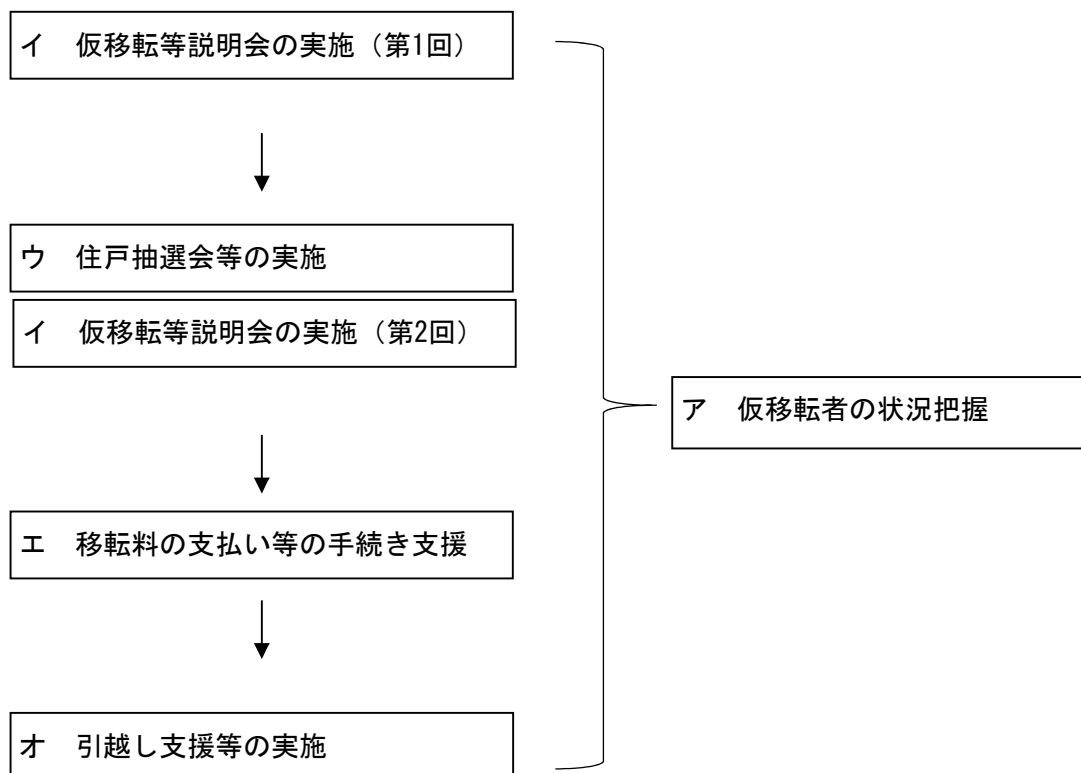 イ　仮移転等説明会の実施（第1回）
ウ　住戸抽選会等の実施
イ　仮移転等説明会の実施（第2回）
ア　仮移転者の状況把握
エ　移転料の支払い等の手続き支援
オ　引越し支援等の実施